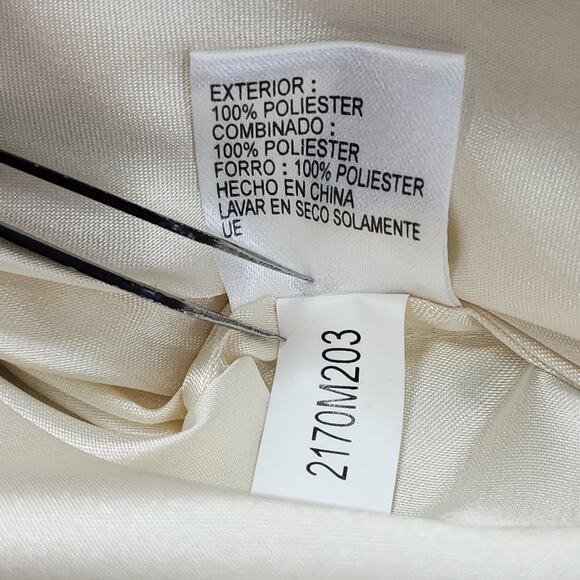 EXTERIOR :
100% POLIESTER
COMBINADO :
100% POLIESTER
FORRO : 100% POLIESTER
HECHO EN CHINA
LAVAR EN SECO SOLAMENTE
UE
2170M203